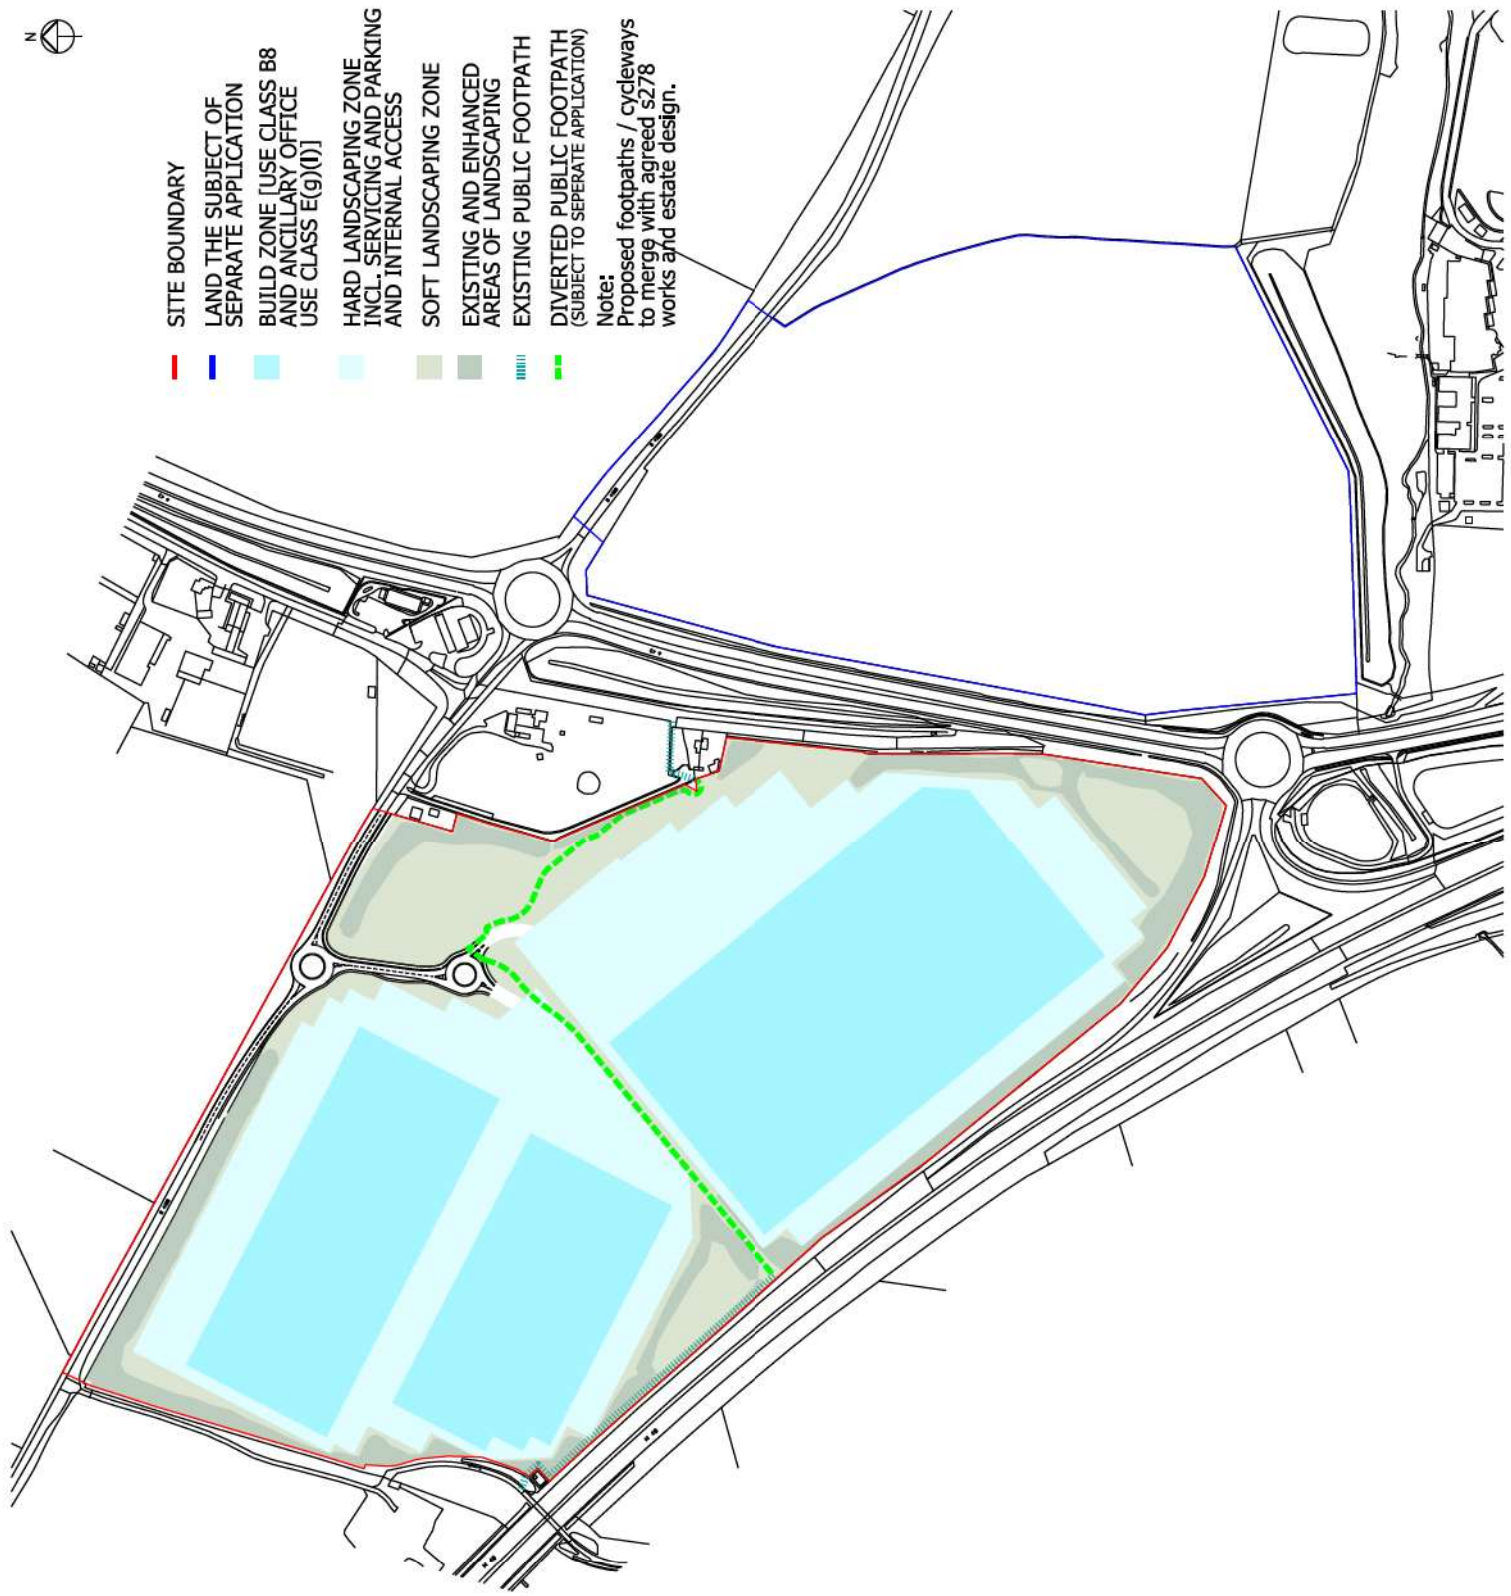 N
SITE BOUNDARY
LAND THE SUBJECT OF
SEPARATE APPLICATION
BUILD ZONE [USE CLASS B8
AND ANCILLARY OFFICE
USE CLASS E(g)(i)]
HARD LANDSCAPING ZONE
INCL. SERVICING AND PARKING
AND INTERNAL ACCESS
SOFT LANDSCAPING ZONE
EXISTING AND ENHANCED
AREAS OF LANDSCAPING
EXISTING PUBLIC FOOTPATH
DIVERTED PUBLIC FOOTPATH
(SUBJECT TO SEPERATE APPLICATION)
Note:
Proposed footpaths / cycleways
to merge with agreed s278
works and estate design.